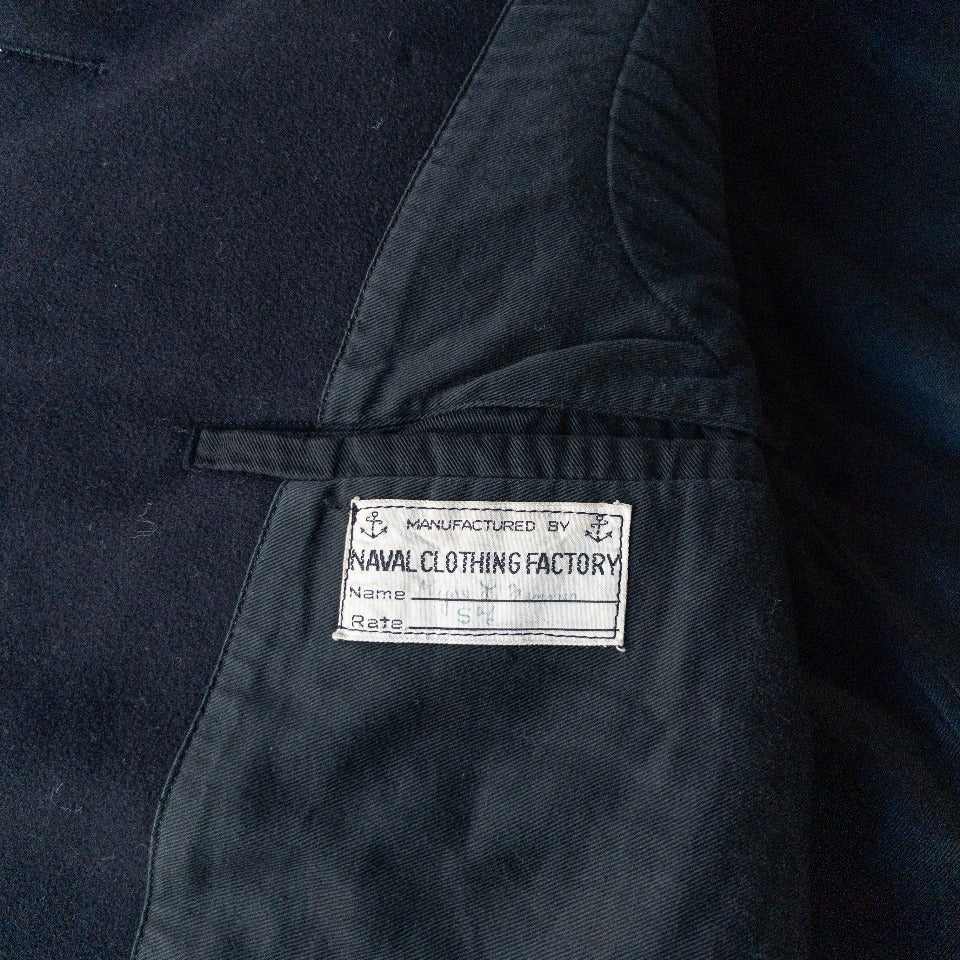 MANUFACTURED BY
NAVAL CLOTHING FACTORY
Name
Rate